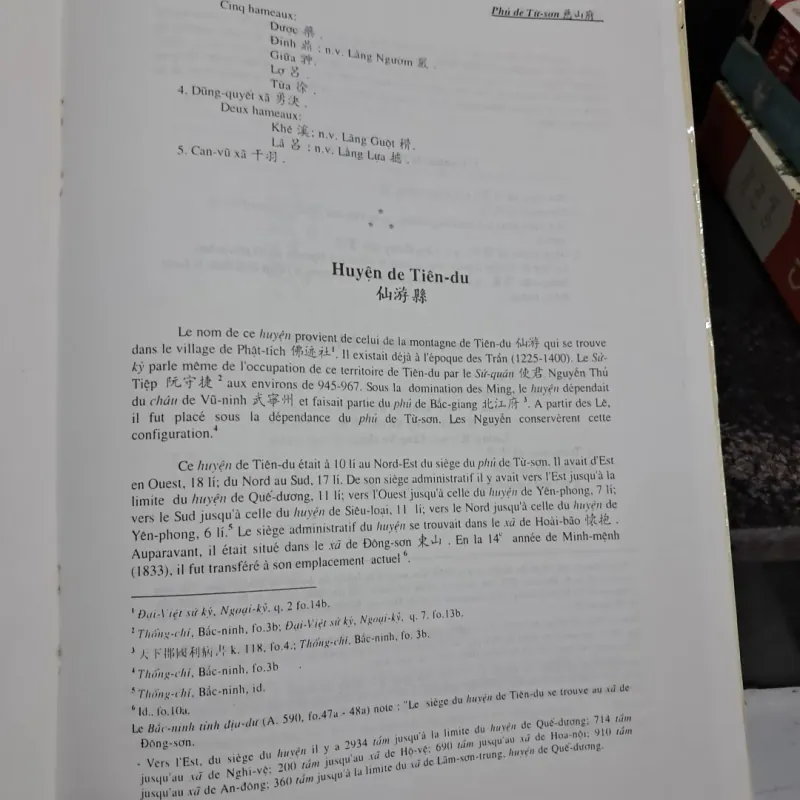 Phủ de Từ-sơn 慈山府
Cinq hameaux:
Dược 藥 .
Đỉnh 鼎 ; n.v. Làng Ngườm 嚴 .
Giữa 神.
Lợ 呂 .
Tùa 徐 .
4. Dũng-quyết xã 勇決 .
Deux hameaux:
Khê 溪; n.v. Làng Guột
Lã 呂 ; n.v. Làng Lựa
5. Can-vũ xã 干羽 .
* * *
Huyện de Tiên-du
仙游縣
Le nom de ce huyện provient de celui de la montagne de Tiên-du 仙游 qui se trouve
dans le village de Phật-tích 佛迹社¹. Il existait déjà à l'époque des Trần (1225-1400). Le Sử-
ký parle même de l'occupation de ce territoire de Tiên-du par le Sứ-quân 使君 Nguyễn Thủ
Tiệp 阮守捷 ² aux environs de 945-967. Sous la domination des Ming, le huyện dépendait
du châu de Vũ-ninh 武寧州 et faisait partie du phủ de Bắc-giang 北江府 ³. A partir des Lê,
il fut placé sous la dépendance du phủ de Từ-sơn. Les Nguyễn conservèrent cette
configuration.⁴
Ce huyện de Tiên-du était à 10 li au Nord-Est du siège du phủ de Từ-sơn. Il avait d'Est
en Ouest, 18 li; du Nord au Sud, 17 li. De son siège administratif il y avait vers l'Est jusqu'à la
limite du huyện de Quế-dương, 11 li; vers l'Ouest jusqu'à celle du huyện de Yên-phong, 7 li;
vers le Sud jusqu'à celle du huyện de Siêu-loại, 11 li; vers le Nord jusqu'à celle du huyện de
Yên-phong, 6 lí.⁵ Le siège administratif du huyện se trouvait dans le xã de Hoài-bão 懷抱 .
Auparavant, il était situé dans le xã de Đông-sơn 東山 . En la 14ᵉ année de Minh-mệnh
(1833), il fut transféré à son emplacement actuel ⁶.
¹ Đại-Việt sử ký, Ngoại-kỷ, q. 2 fo.14b.
² Thống-chí, Bắc-ninh, fo.3b; Đại-Việt sử ký, Ngoại-kỷ, q. 7. fo.13b.
³ 天下郡國利病書 k. 118, fo.4.; Thống-chí, Bắc-ninh, fo. 3b.
⁴ Thống-chí, Bắc-ninh, fo.3b
⁵ Thống-chí, Bắc-ninh, id.
⁶ Id., fo.10a.
Le Bắc-ninh tỉnh địa-dư (A. 590, fo.47a - 48a) note : "Le siège du huyện de Tiên-du se trouve au xã de
Đông-sơn.
- Vers l'Est, du siège du huyện il y a 2934 tầm jusqu'à la limite du huyện de Quế-dương; 714 tầm
jusqu'au xã de Nghi-vệ; 200 tầm jusqu'au xã de Hộ-vệ; 690 tầm jusqu'au xã de Hoa-nội; 910 tầm
jusqu'au xã de An-động; 360 tầm jusqu'à la limite du xã de Lãm-sơn-trung, huyện de Quế-dương.